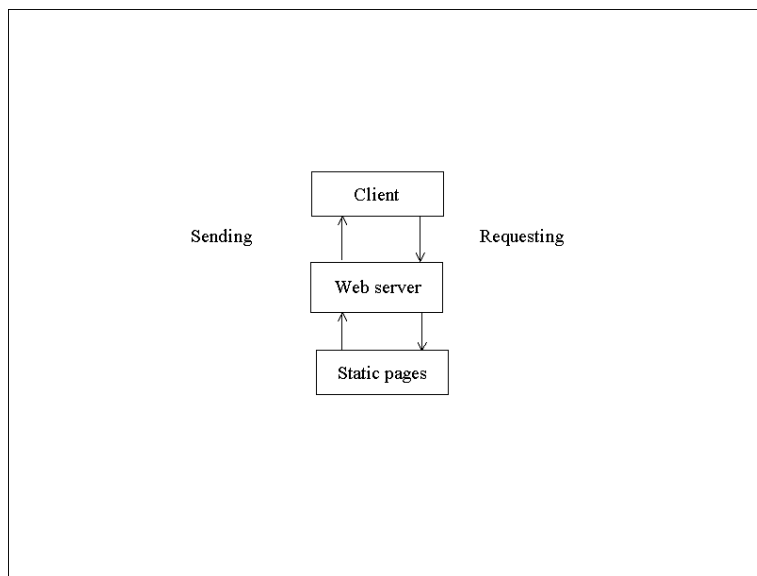 Client
Sending
Requesting
Web server
Static pages